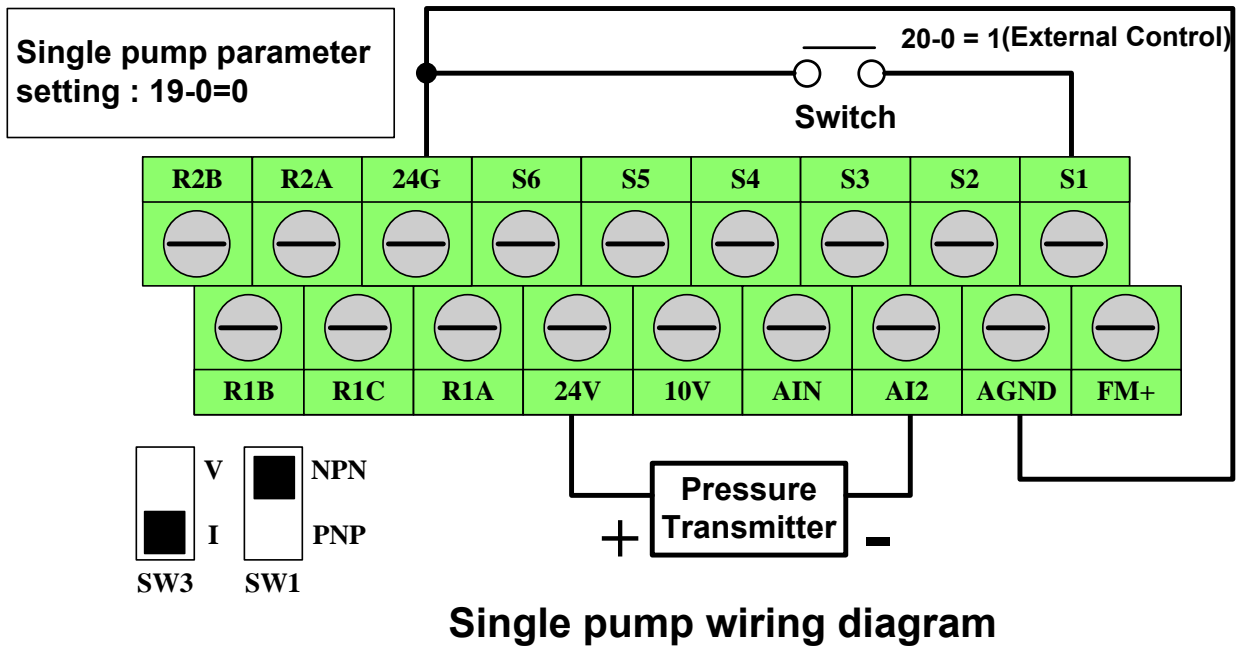 Single pump parameter
setting : 19-0=0
20-0 = 1(External Control)
Switch
R2B R2A 24G S6 S5 S4 S3 S2 S1
R1B R1C R1A 24V 10V AIN AI2 AGND FM+
V
I
SW3
NPN
PNP
SW1
Pressure
Transmitter
+ -
Single pump wiring diagram